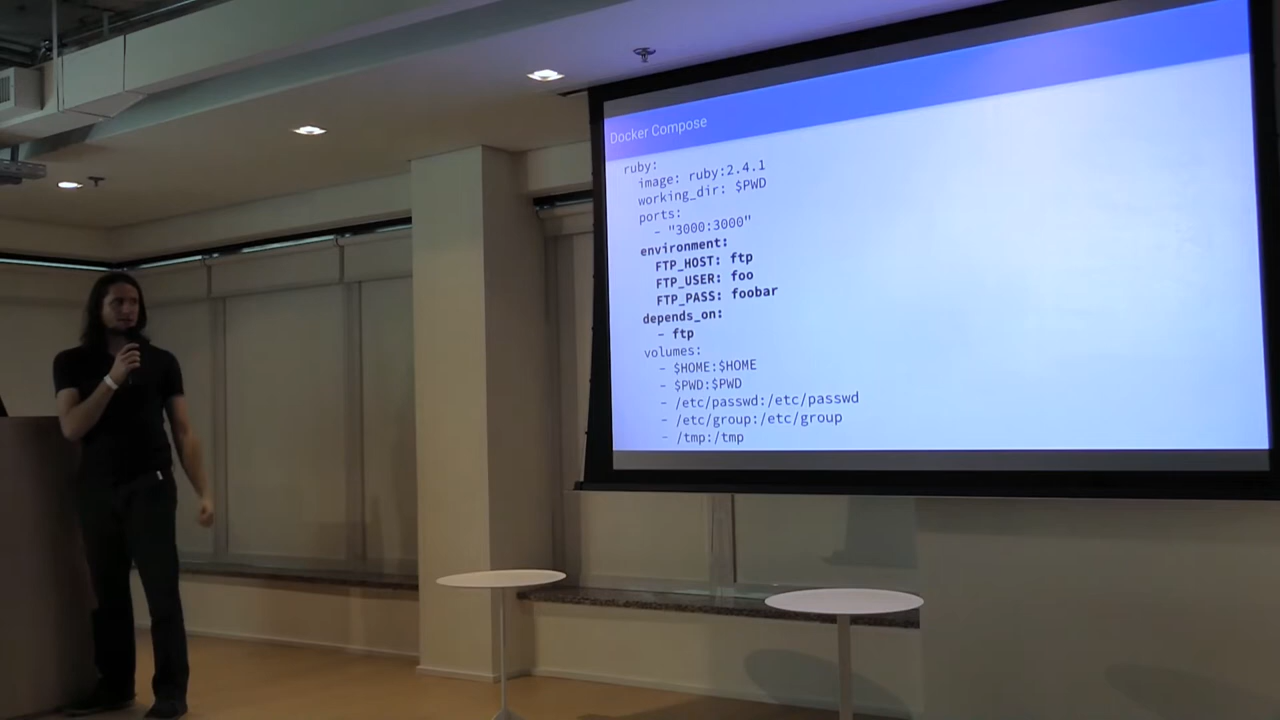 Docker Compose
ruby:
image: ruby:2.4.1
working_dir: $PWD
ports:
- "3000:3000"
environment:
FTP_HOST: ftp
FTP_USER: foo
FTP_PASS: foobar
depends_on:
- ftp
volumes:
- $HOME:$HOME
- $PWD:$PWD
- /etc/passwd:/etc/passwd
- /etc/group:/etc/group
- /tmp:/tmp